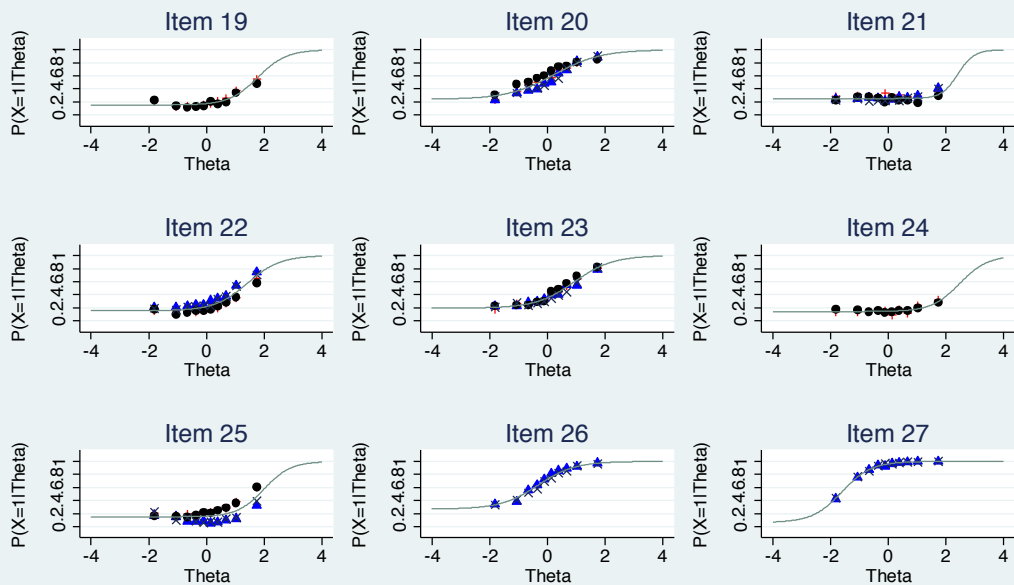 Item 19
P(X=1|Theta)
0.2.4.6.81
-4 -2 0 2 4
Theta
Item 20
P(X=1|Theta)
0.2.4.6.81
-4 -2 0 2 4
Theta
Item 21
P(X=1|Theta)
0.2.4.6.81
-4 -2 0 2 4
Theta
Item 22
P(X=1|Theta)
0.2.4.6.81
-4 -2 0 2 4
Theta
Item 23
P(X=1|Theta)
0.2.4.6.81
-4 -2 0 2 4
Theta
Item 24
P(X=1|Theta)
0.2.4.6.81
-4 -2 0 2 4
Theta
Item 25
P(X=1|Theta)
0.2.4.6.81
-4 -2 0 2 4
Theta
Item 26
P(X=1|Theta)
0.2.4.6.81
-4 -2 0 2 4
Theta
Item 27
P(X=1|Theta)
0.2.4.6.81
-4 -2 0 2 4
Theta